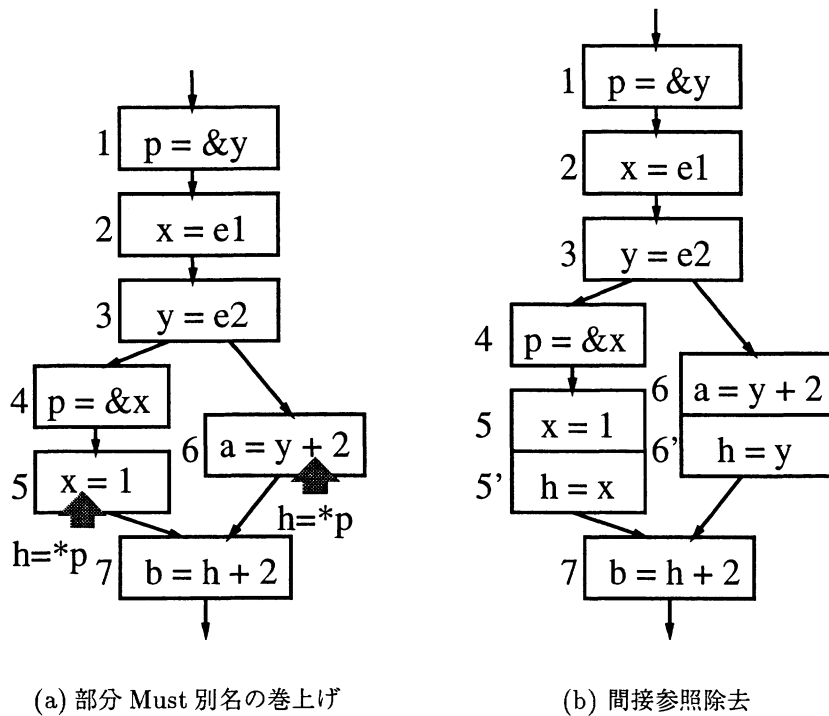 1 p = &y
2 x = e1
3 y = e2
4 p = &x
6 a = y + 2
5 x = 1
h=*p
h=*p
7 b = h + 2
(a) 部分 Must 別名の巻上げ
1 p = &y
2 x = e1
3 y = e2
4 p = &x
6 a = y + 2
5 x = 1
6' h = y
5' h = x
7 b = h + 2
(b) 間接参照除去